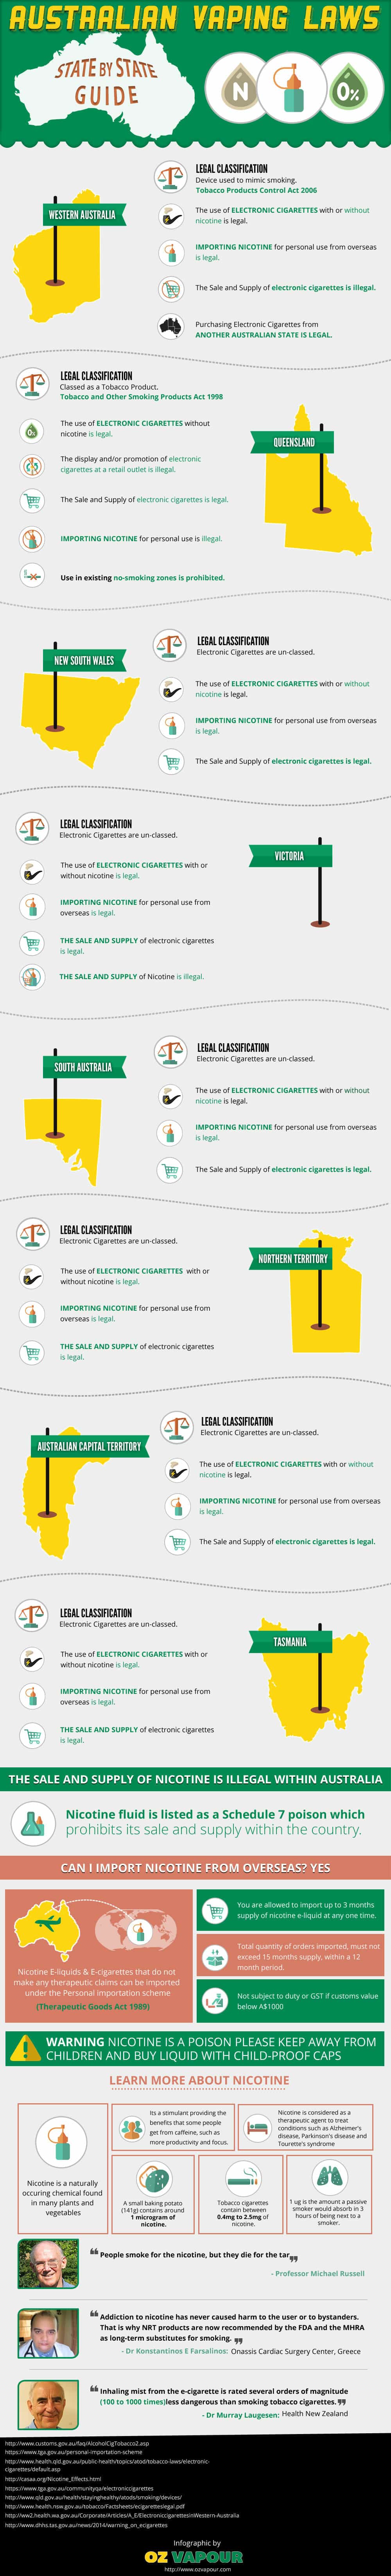 AUSTRALIAN VAPING LAWS
STATE BY STATE
GUIDE
N
0%
LEGAL CLASSIFICATION
Device used to mimic smoking.
Tobacco Products Control Act 2006
WESTERN AUSTRALIA
The use of ELECTRONIC CIGARETTES with or without
nicotine is legal.
IMPORTING NICOTINE for personal use from overseas
is legal.
The Sale and Supply of electronic cigarettes is illegal.
Purchasing Electronic Cigarettes from
ANOTHER AUSTRALIAN STATE IS LEGAL.
LEGAL CLASSIFICATION
Classed as a Tobacco Product.
Tobacco and Other Smoking Products Act 1998
0%
The use of ELECTRONIC CIGARETTES without
nicotine is legal.
QUEENSLAND
The display and/or promotion of electronic
cigarettes at a retail outlet is illegal.
The Sale and Supply of electronic cigarettes is legal.
IMPORTING NICOTINE for personal use is illegal.
Use in existing no-smoking zones is prohibited.
LEGAL CLASSIFICATION
Electronic Cigarettes are un-classed.
NEW SOUTH WALES
The use of ELECTRONIC CIGARETTES with or without
nicotine is legal.
IMPORTING NICOTINE for personal use from overseas
is legal.
The Sale and Supply of electronic cigarettes is legal.
LEGAL CLASSIFICATION
Electronic Cigarettes are un-classed.
VICTORIA
The use of ELECTRONIC CIGARETTES with or
without nicotine is legal.
IMPORTING NICOTINE for personal use from
overseas is legal.
THE SALE AND SUPPLY of electronic cigarettes
is legal.
THE SALE AND SUPPLY of Nicotine is illegal.
LEGAL CLASSIFICATION
Electronic Cigarettes are un-classed.
SOUTH AUSTRALIA
The use of ELECTRONIC CIGARETTES with or without
nicotine is legal.
IMPORTING NICOTINE for personal use from overseas
is legal.
The Sale and Supply of electronic cigarettes is legal.
LEGAL CLASSIFICATION
Electronic Cigarettes are un-classed.
NORTHERN TERRITORY
The use of ELECTRONIC CIGARETTES with or
without nicotine is legal.
IMPORTING NICOTINE for personal use from
overseas is legal.
THE SALE AND SUPPLY of electronic cigarettes
is legal.
LEGAL CLASSIFICATION
Electronic Cigarettes are un-classed.
AUSTRALIAN CAPITAL TERRITORY
The use of ELECTRONIC CIGARETTES with or without
nicotine is legal.
IMPORTING NICOTINE for personal use from overseas
is legal.
The Sale and Supply of electronic cigarettes is legal.
LEGAL CLASSIFICATION
Electronic Cigarettes are un-classed.
TASMANIA
The use of ELECTRONIC CIGARETTES with or
without nicotine is legal.
IMPORTING NICOTINE for personal use from
overseas is legal.
THE SALE AND SUPPLY of electronic cigarettes
is legal.
THE SALE AND SUPPLY OF NICOTINE IS ILLEGAL WITHIN AUSTRALIA
Nicotine fluid is listed as a Schedule 7 poison which
prohibits its sale and supply within the country.
CAN I IMPORT NICOTINE FROM OVERSEAS? YES
Nicotine E-liquids & E-cigarettes that do not
make any therapeutic claims can be imported
under the Personal importation scheme
(Therapeutic Goods Act 1989)
You are allowed to import up to 3 months
supply of nicotine e-liquid at any one time.
Total quantity of orders imported, must not
exceed 15 months supply, within a 12
month period.
Not subject to duty or GST if customs value
below A$1000
WARNING NICOTINE IS A POISON PLEASE KEEP AWAY FROM
CHILDREN AND BUY LIQUID WITH CHILD-PROOF CAPS
LEARN MORE ABOUT NICOTINE
Nicotine is a naturally
occuring chemical found
in many plants and
vegetables
Its a stimulant providing the
benefits that some people
get from caffeine, such as
more productivity and focus.
Nicotine is considered as a
therapeutic agent to treat
conditions such as Alzheimer's
disease, Parkinson's disease and
Tourette's syndrome
A small baking potato
(141g) contains around
1 microgram of
nicotine.
Tobacco cigarettes
contain between
0.4mg to 2.5mg of
nicotine.
1 ug is the amount a passive
smoker would absorb in 3
hours of being next to a
smoker.
“People smoke for the nicotine, but they die for the tar”
- Professor Michael Russell
“Addiction to nicotine has never caused harm to the user or to bystanders.
That is why NRT products are now recommended by the FDA and the MHRA
as long-term substitutes for smoking.”
- Dr Konstantinos E Farsalinos: Onassis Cardiac Surgery Center, Greece
“Inhaling mist from the e-cigarette is rated several orders of magnitude
(100 to 1000 times)less dangerous than smoking tobacco cigarettes.”
- Dr Murray Laugesen: Health New Zealand
http://www.customs.gov.au/faq/AlcoholCigTobacco2.asp
https://www.tga.gov.au/personal-importation-scheme
http://www.health.qld.gov.au/public-health/topics/atod/tobacco-laws/electronic-
cigarettes/default.asp
http://casaa.org/Nicotine_Effects.html
https://www.tga.gov.au/communityqa/electroniccigarettes
http://www.qld.gov.au/health/stayinghealthy/atods/smoking/devices/
http://www.health.nsw.gov.au/tobacco/Factsheets/ecigaretteslegal.pdf
http://ww2.health.wa.gov.au/Corporate/Articles/A_E/ElectroniccigarettesinWestern-Australia
http://www.dhhs.tas.gov.au/news/2014/warning_on_ecigarettes
Infographic by
OZ VAPOUR
http://www.ozvapour.com